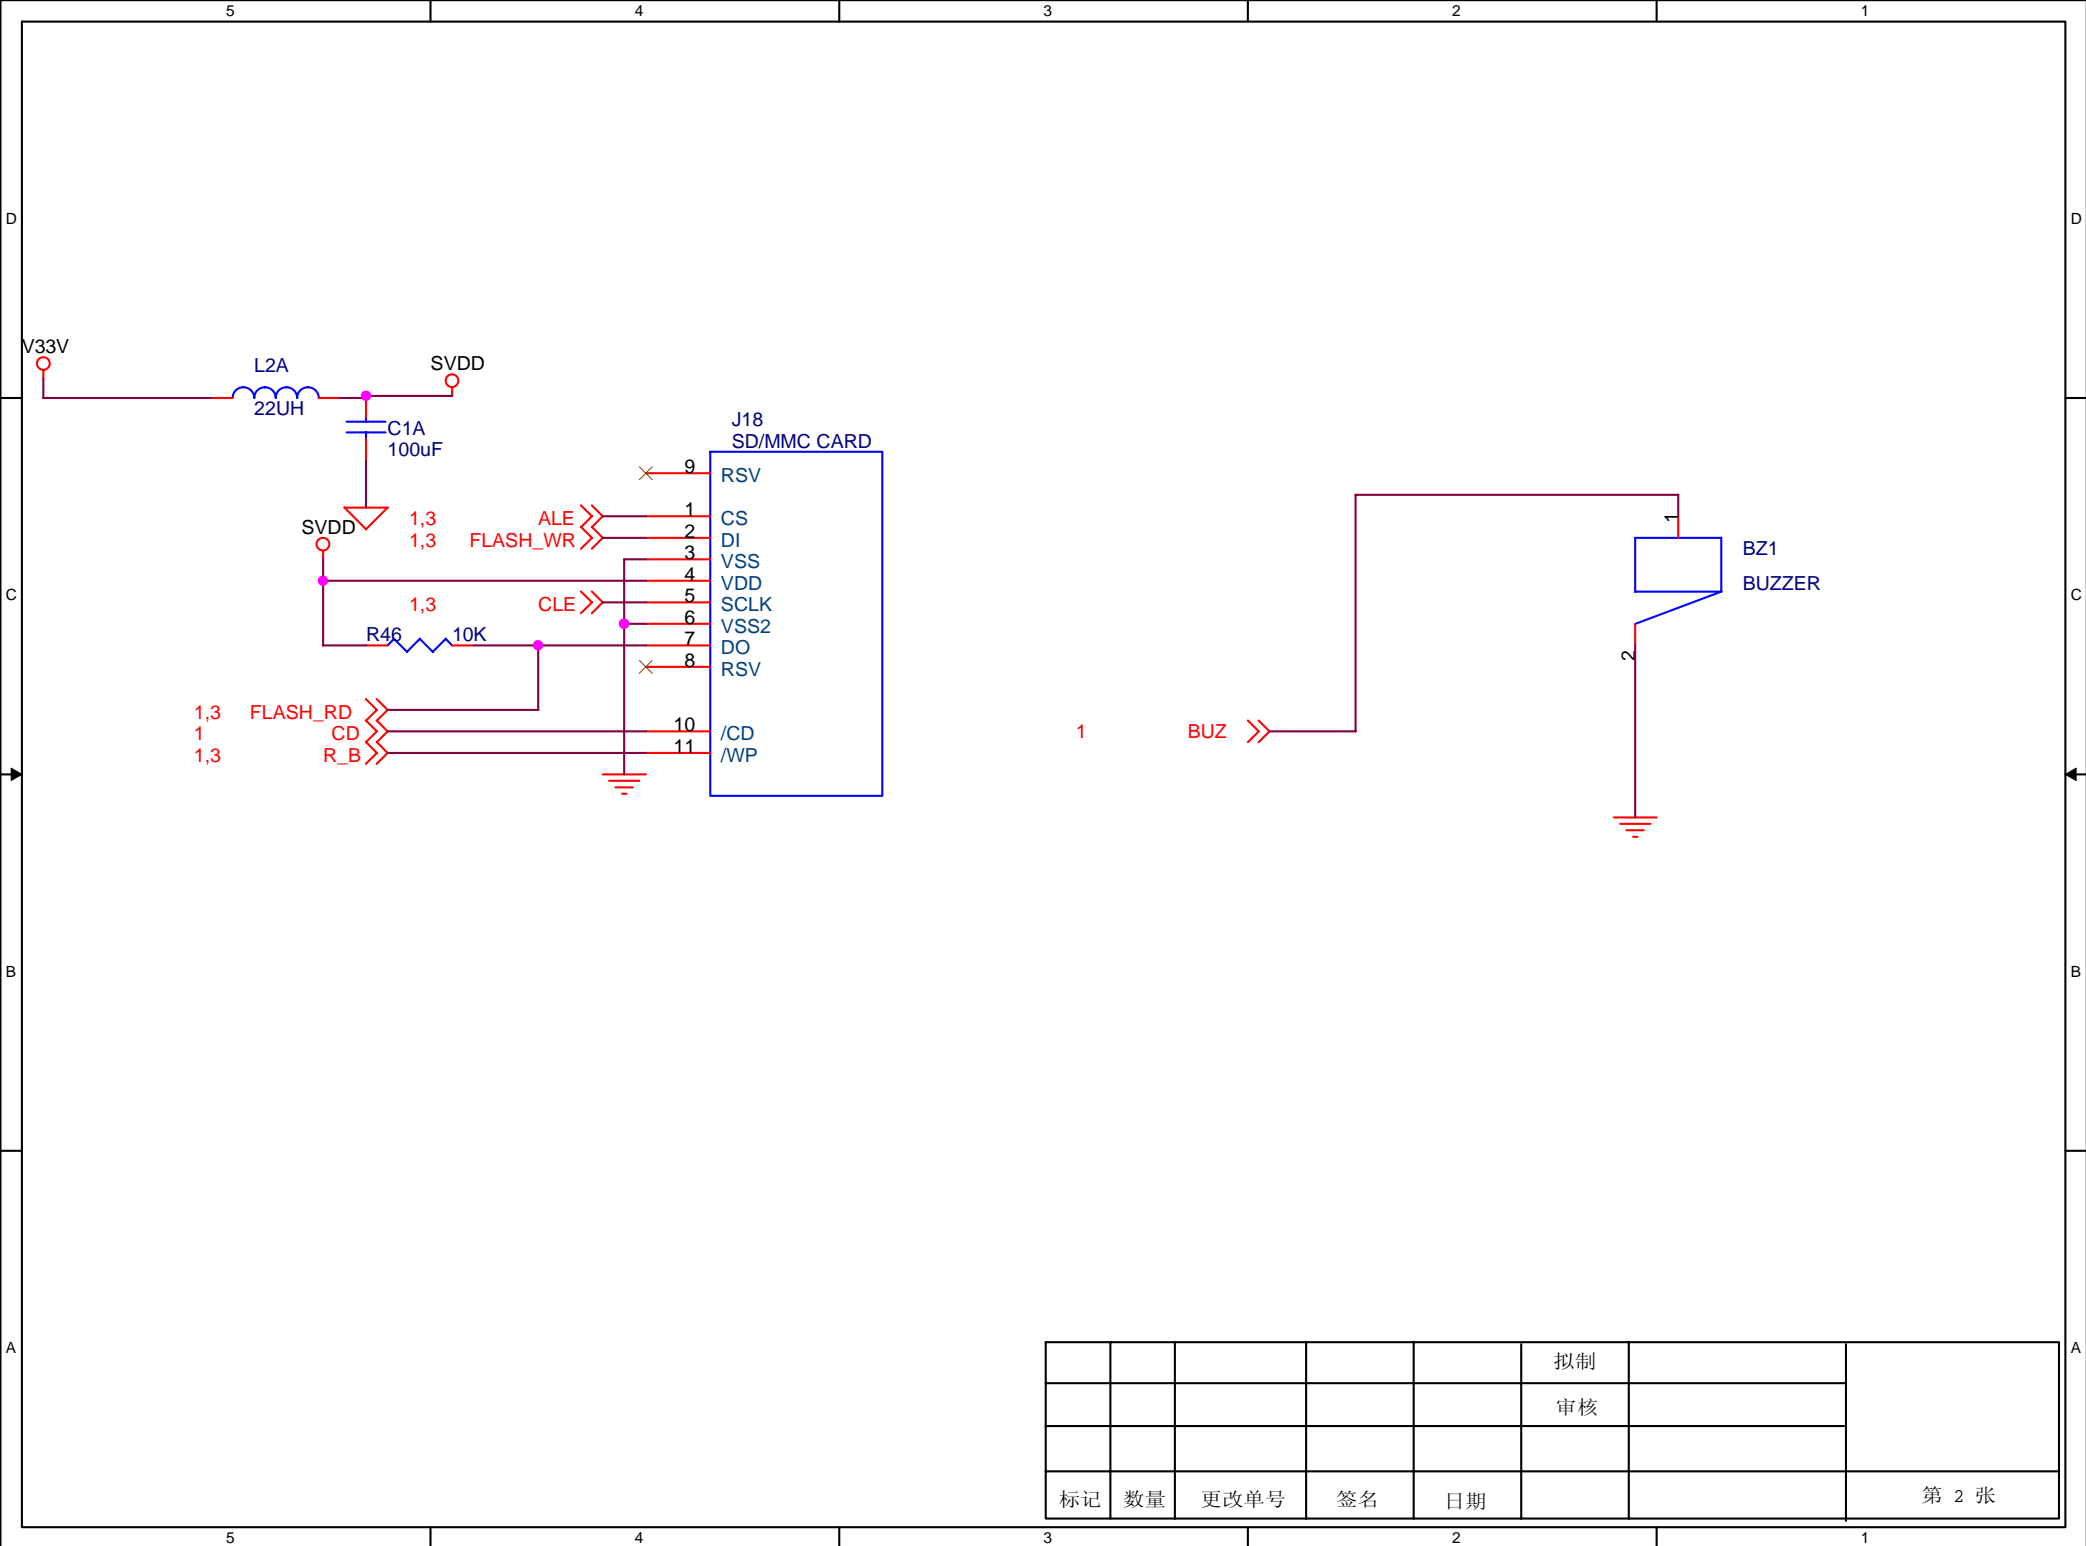 5 4 3 2 1
D D
V33V
L2A
22UH
SVDD
C1A
100uF
J18
SD/MMC CARD
9 RSV
SVDD
1,3 ALE 1 CS
1,3 FLASH_WR 2 DI
3 VSS
4 VDD
C 1,3 CLE 5 SCLK C
6 VSS2
R46 10K 7 DO
8 RSV
1,3 FLASH_RD
1 CD 10 /CD
1,3 R_B 11 /WP
1
BZ1
BUZZER
2
1 BUZ
B B
A A
拟制
审核
标记 数量 更改单号 签名 日期 第 2 张
5 4 3 2 1